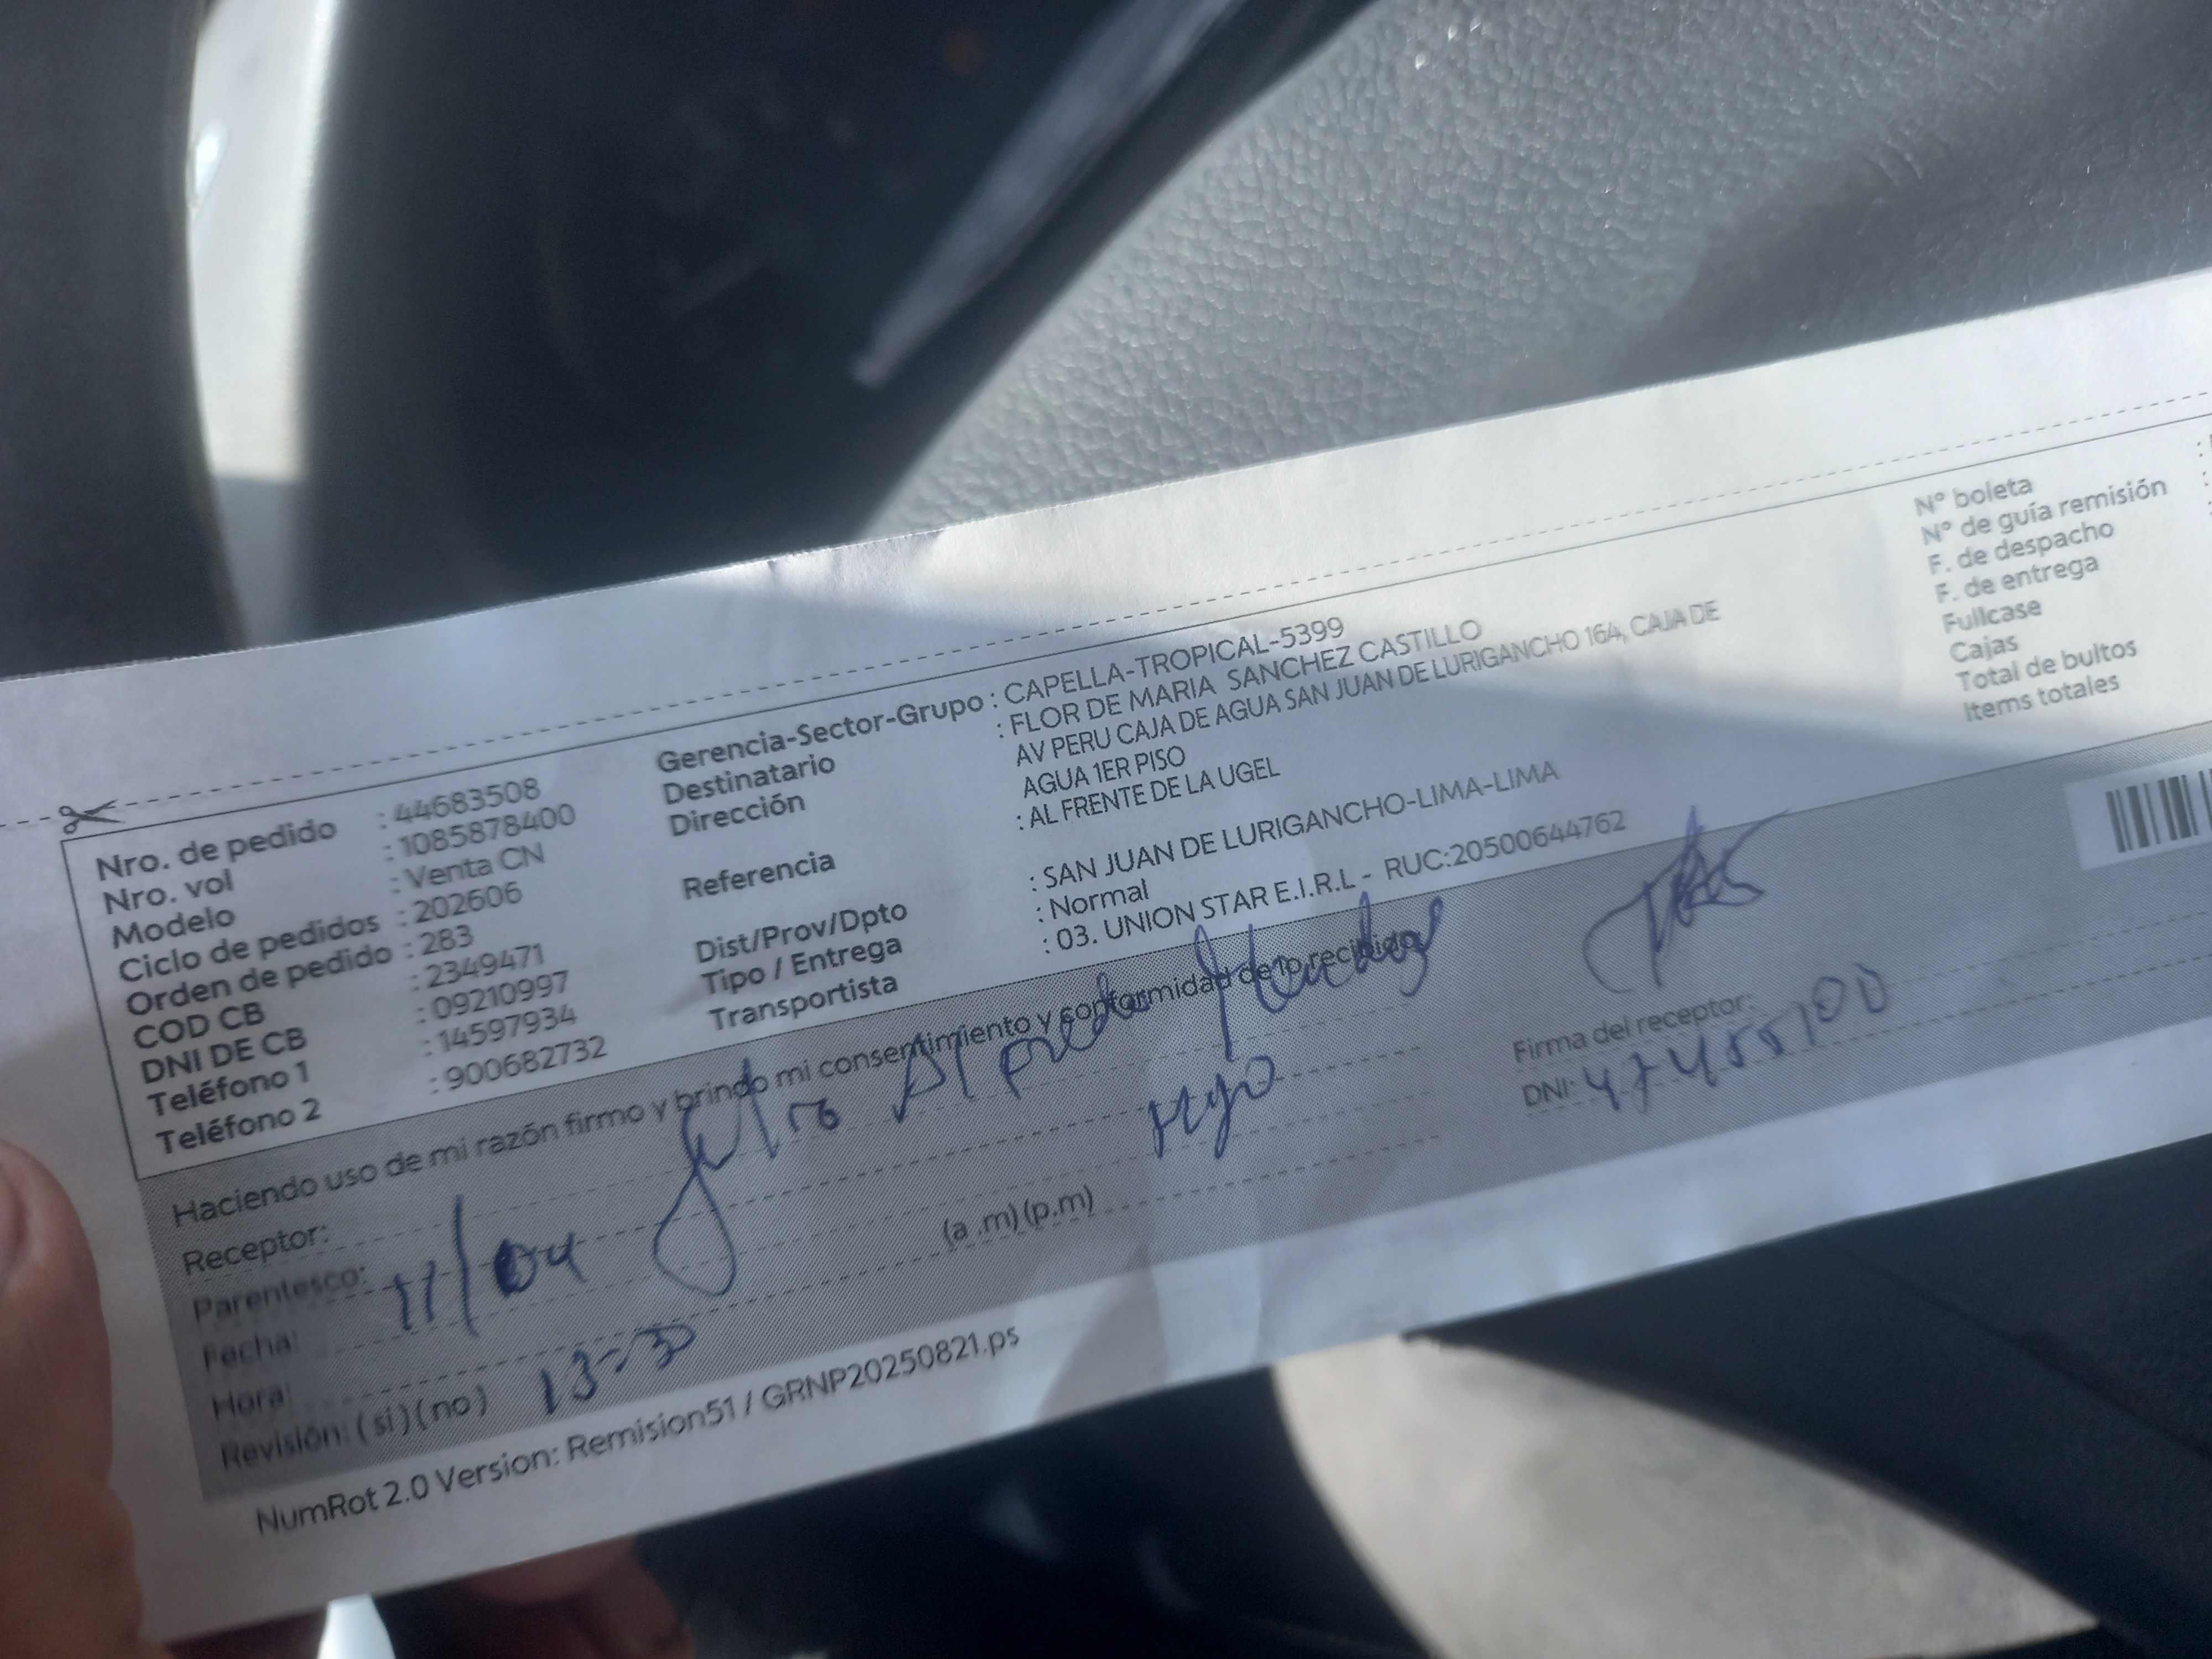 Nro. de pedido : 44683508
Nro. vol : 1085878400
Modelo : Venta CN
Ciclo de pedidos : 202606
Orden de pedido : 283
COD CB : 2349471
DNI DE CB : 09210997
Teléfono 1 : 14597934
Teléfono 2 : 900682732
Gerencia-Sector-Grupo : CAPELLA-TROPICAL-5399
Destinatario : FLOR DE MARIA SANCHEZ CASTILLO
Dirección AV PERU CAJA DE AGUA SAN JUAN DE LURIGANCHO 164, CAJA DE
AGUA 1ER PISO
Referencia : AL FRENTE DE LA UGEL
Dist/Prov/Dpto : SAN JUAN DE LURIGANCHO-LIMA-LIMA
Tipo / Entrega : Normal
Transportista : 03. UNION STAR E.I.R.L - RUC:20500644762
N° boleta
N° de guía remisión
F. de despacho
F. de entrega
Fullcase
Cajas
Total de bultos
Items totales
Haciendo uso de mi razón firmo y brindo mi consentimiento y conformidad de lo recibido
Receptor:
Parentesco:
Fecha: 11/04
Hora: (a .m) (p.m)
Revisión: (si) (no)
Firma del receptor:
DNI:
NumRot 2.0 Version: Remision51 / GRNP20250821.ps